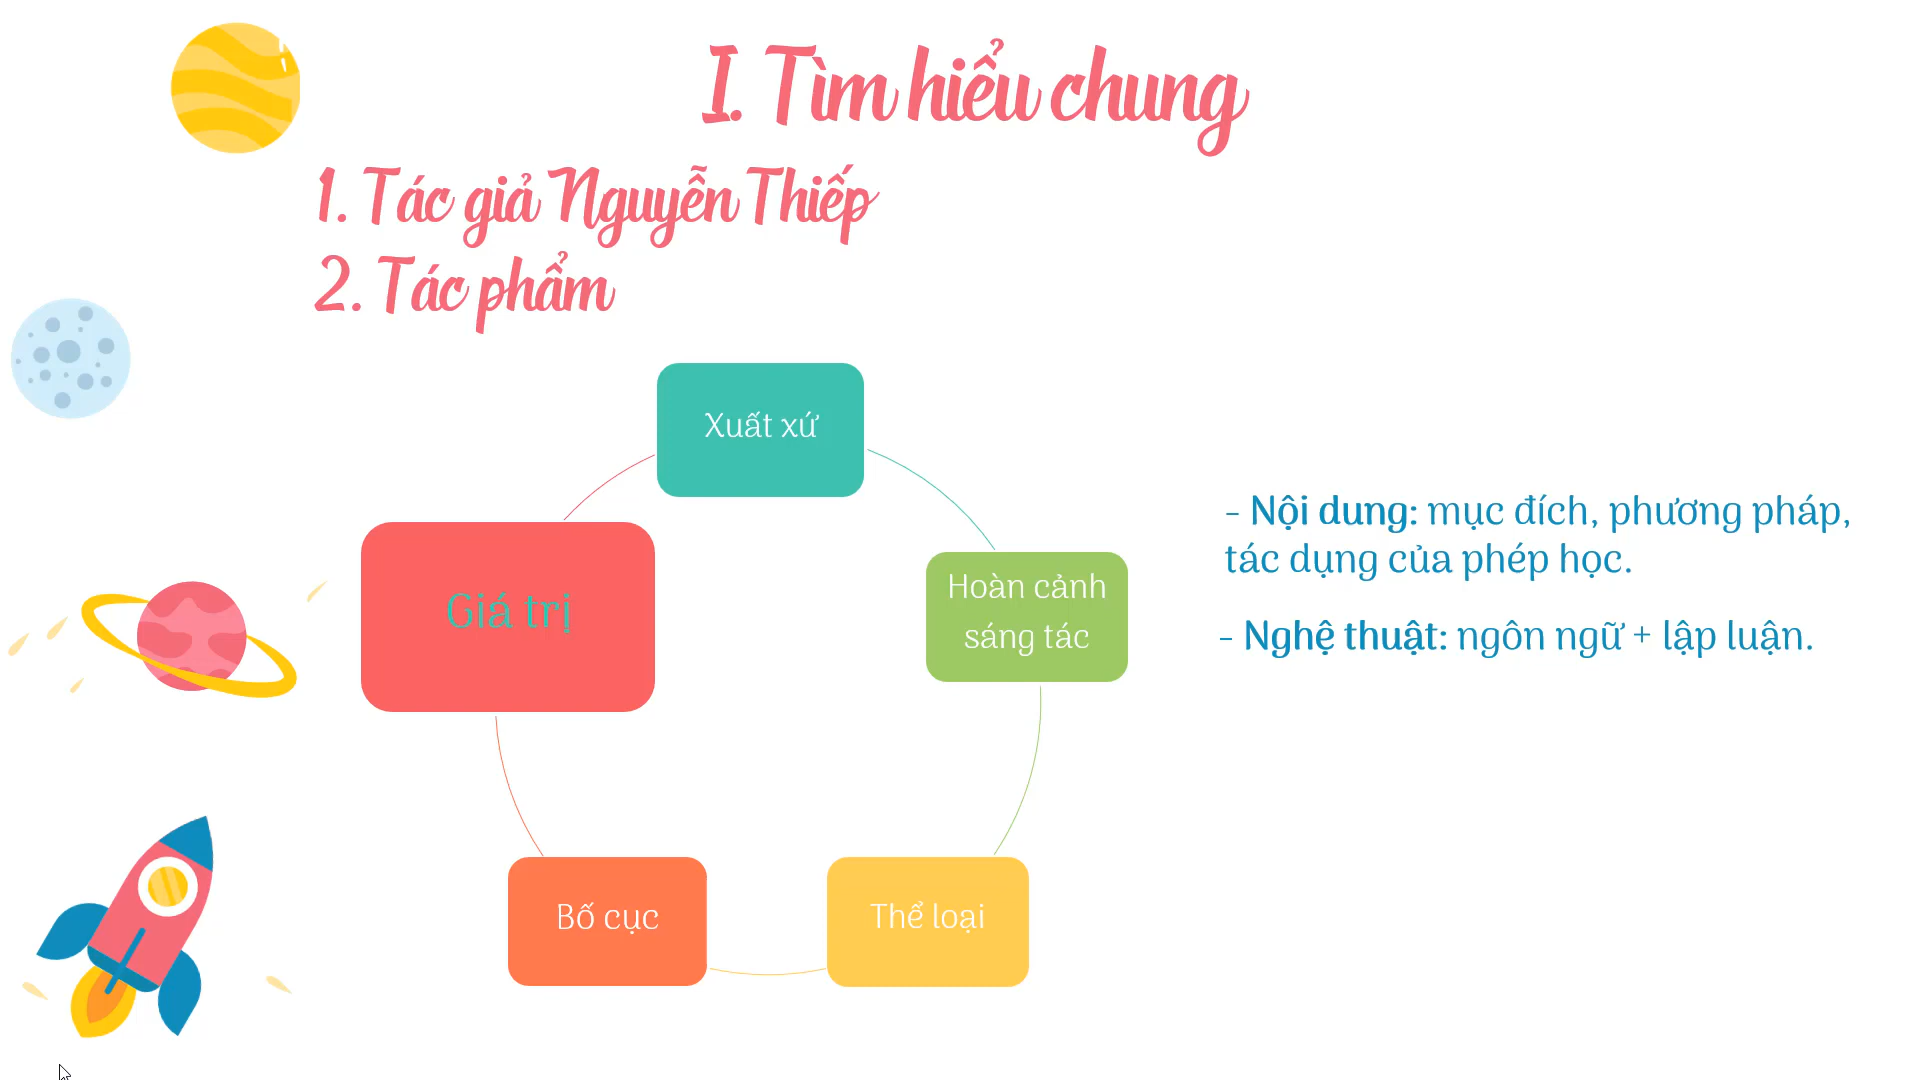 I. Tìm hiểu chung
1. Tác giả Nguyễn Thiếp
2. Tác phẩm
Xuất xứ
Giá trị
Hoàn cảnh
sáng tác
Bố cục
Thể loại
- Nội dung: mục đích, phương pháp,
tác dụng của phép học.
- Nghệ thuật: ngôn ngữ + lập luận.